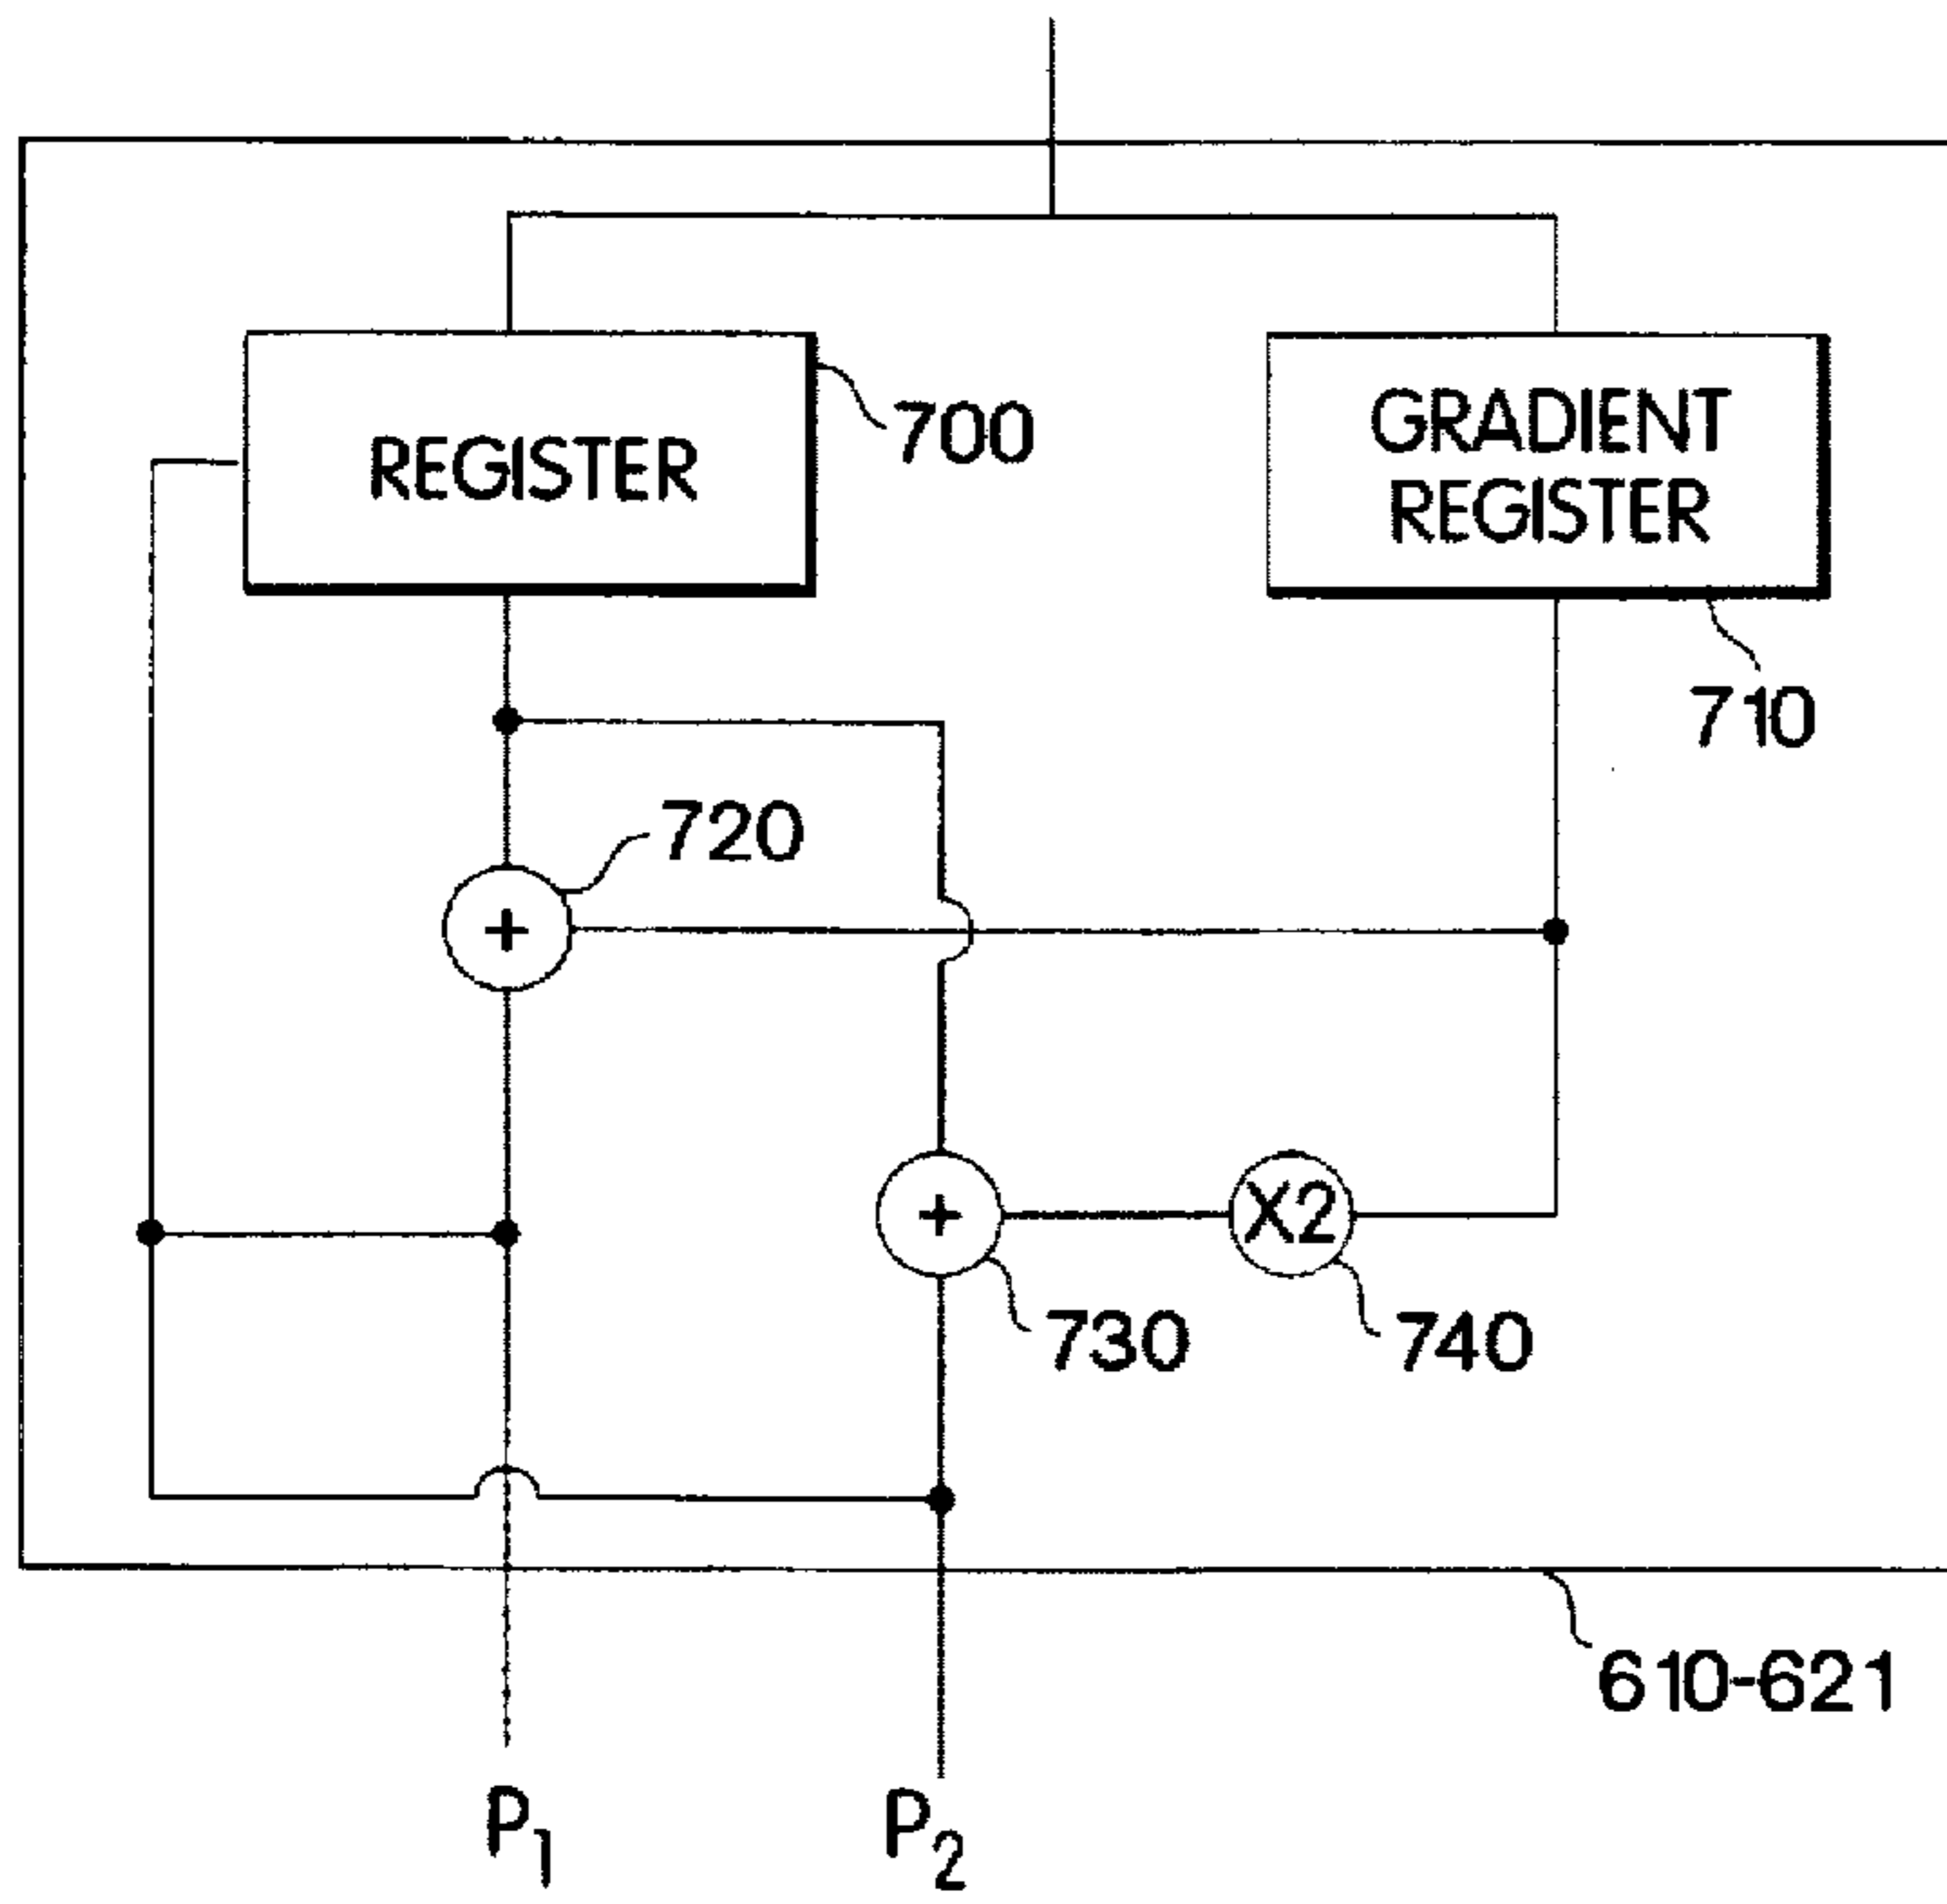 REGISTER
700
GRADIENT
REGISTER
710
720
+
+
X2
730
740
610-621
P1
P2